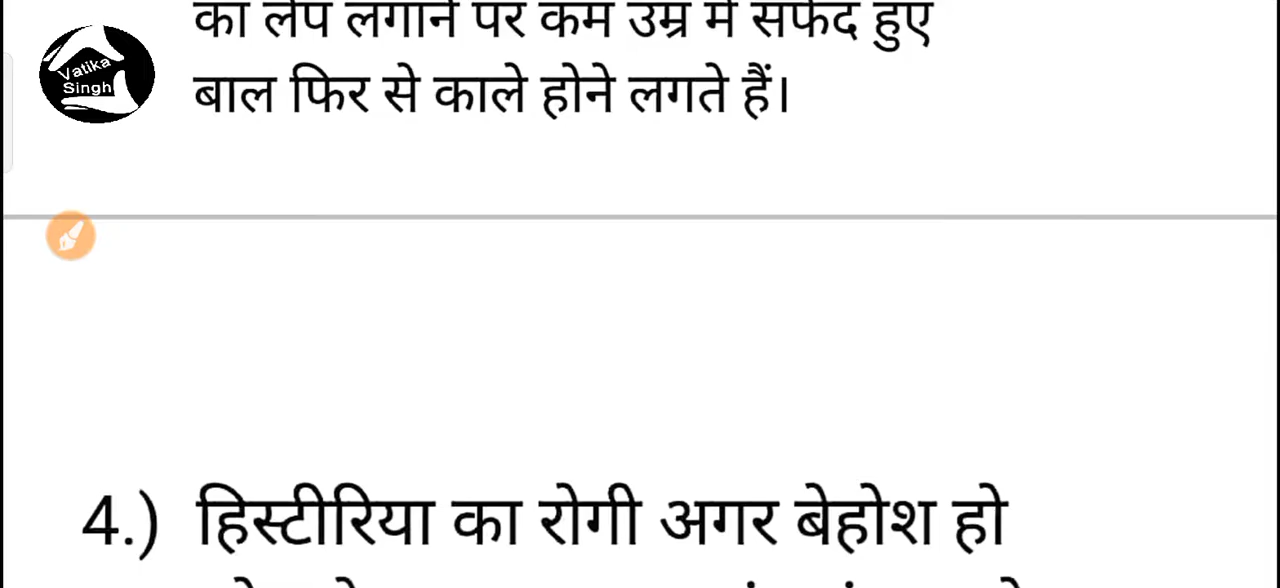 का लेप लगाने पर कम उम्र में सफेद हुए
Vatika
Singh
बाल फिर से काले होने लगते हैं।
4.) हिस्टीरिया का रोगी अगर बेहोश हो